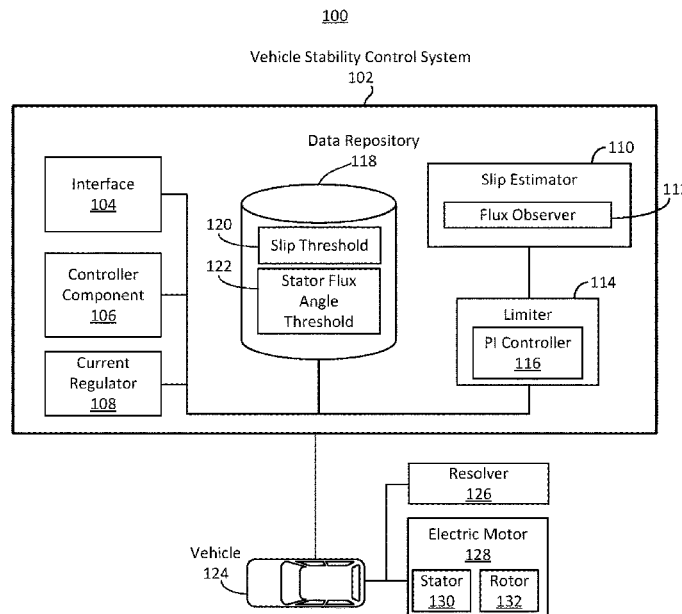 100
Vehicle Stability Control System
102
Data Repository
118
110
Interface
104
Slip Estimator
Flux Observer
120
Slip Threshold
122
Stator Flux
Angle
Threshold
Controller
Component
106
114
Limiter
PI Controller
116
Current
Regulator
108
Resolver
126
Vehicle
124
Electric Motor
128
Stator
130
Rotor
132